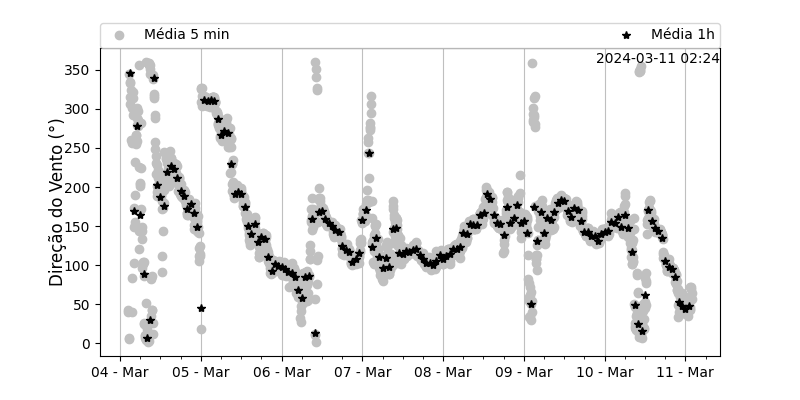 Média 5 min
Média 1h
2024-03-11 02:24
Direção do Vento (°)
350
300
250
200
150
100
50
0
04 - Mar
05 - Mar
06 - Mar
07 - Mar
08 - Mar
09 - Mar
10 - Mar
11 - Mar